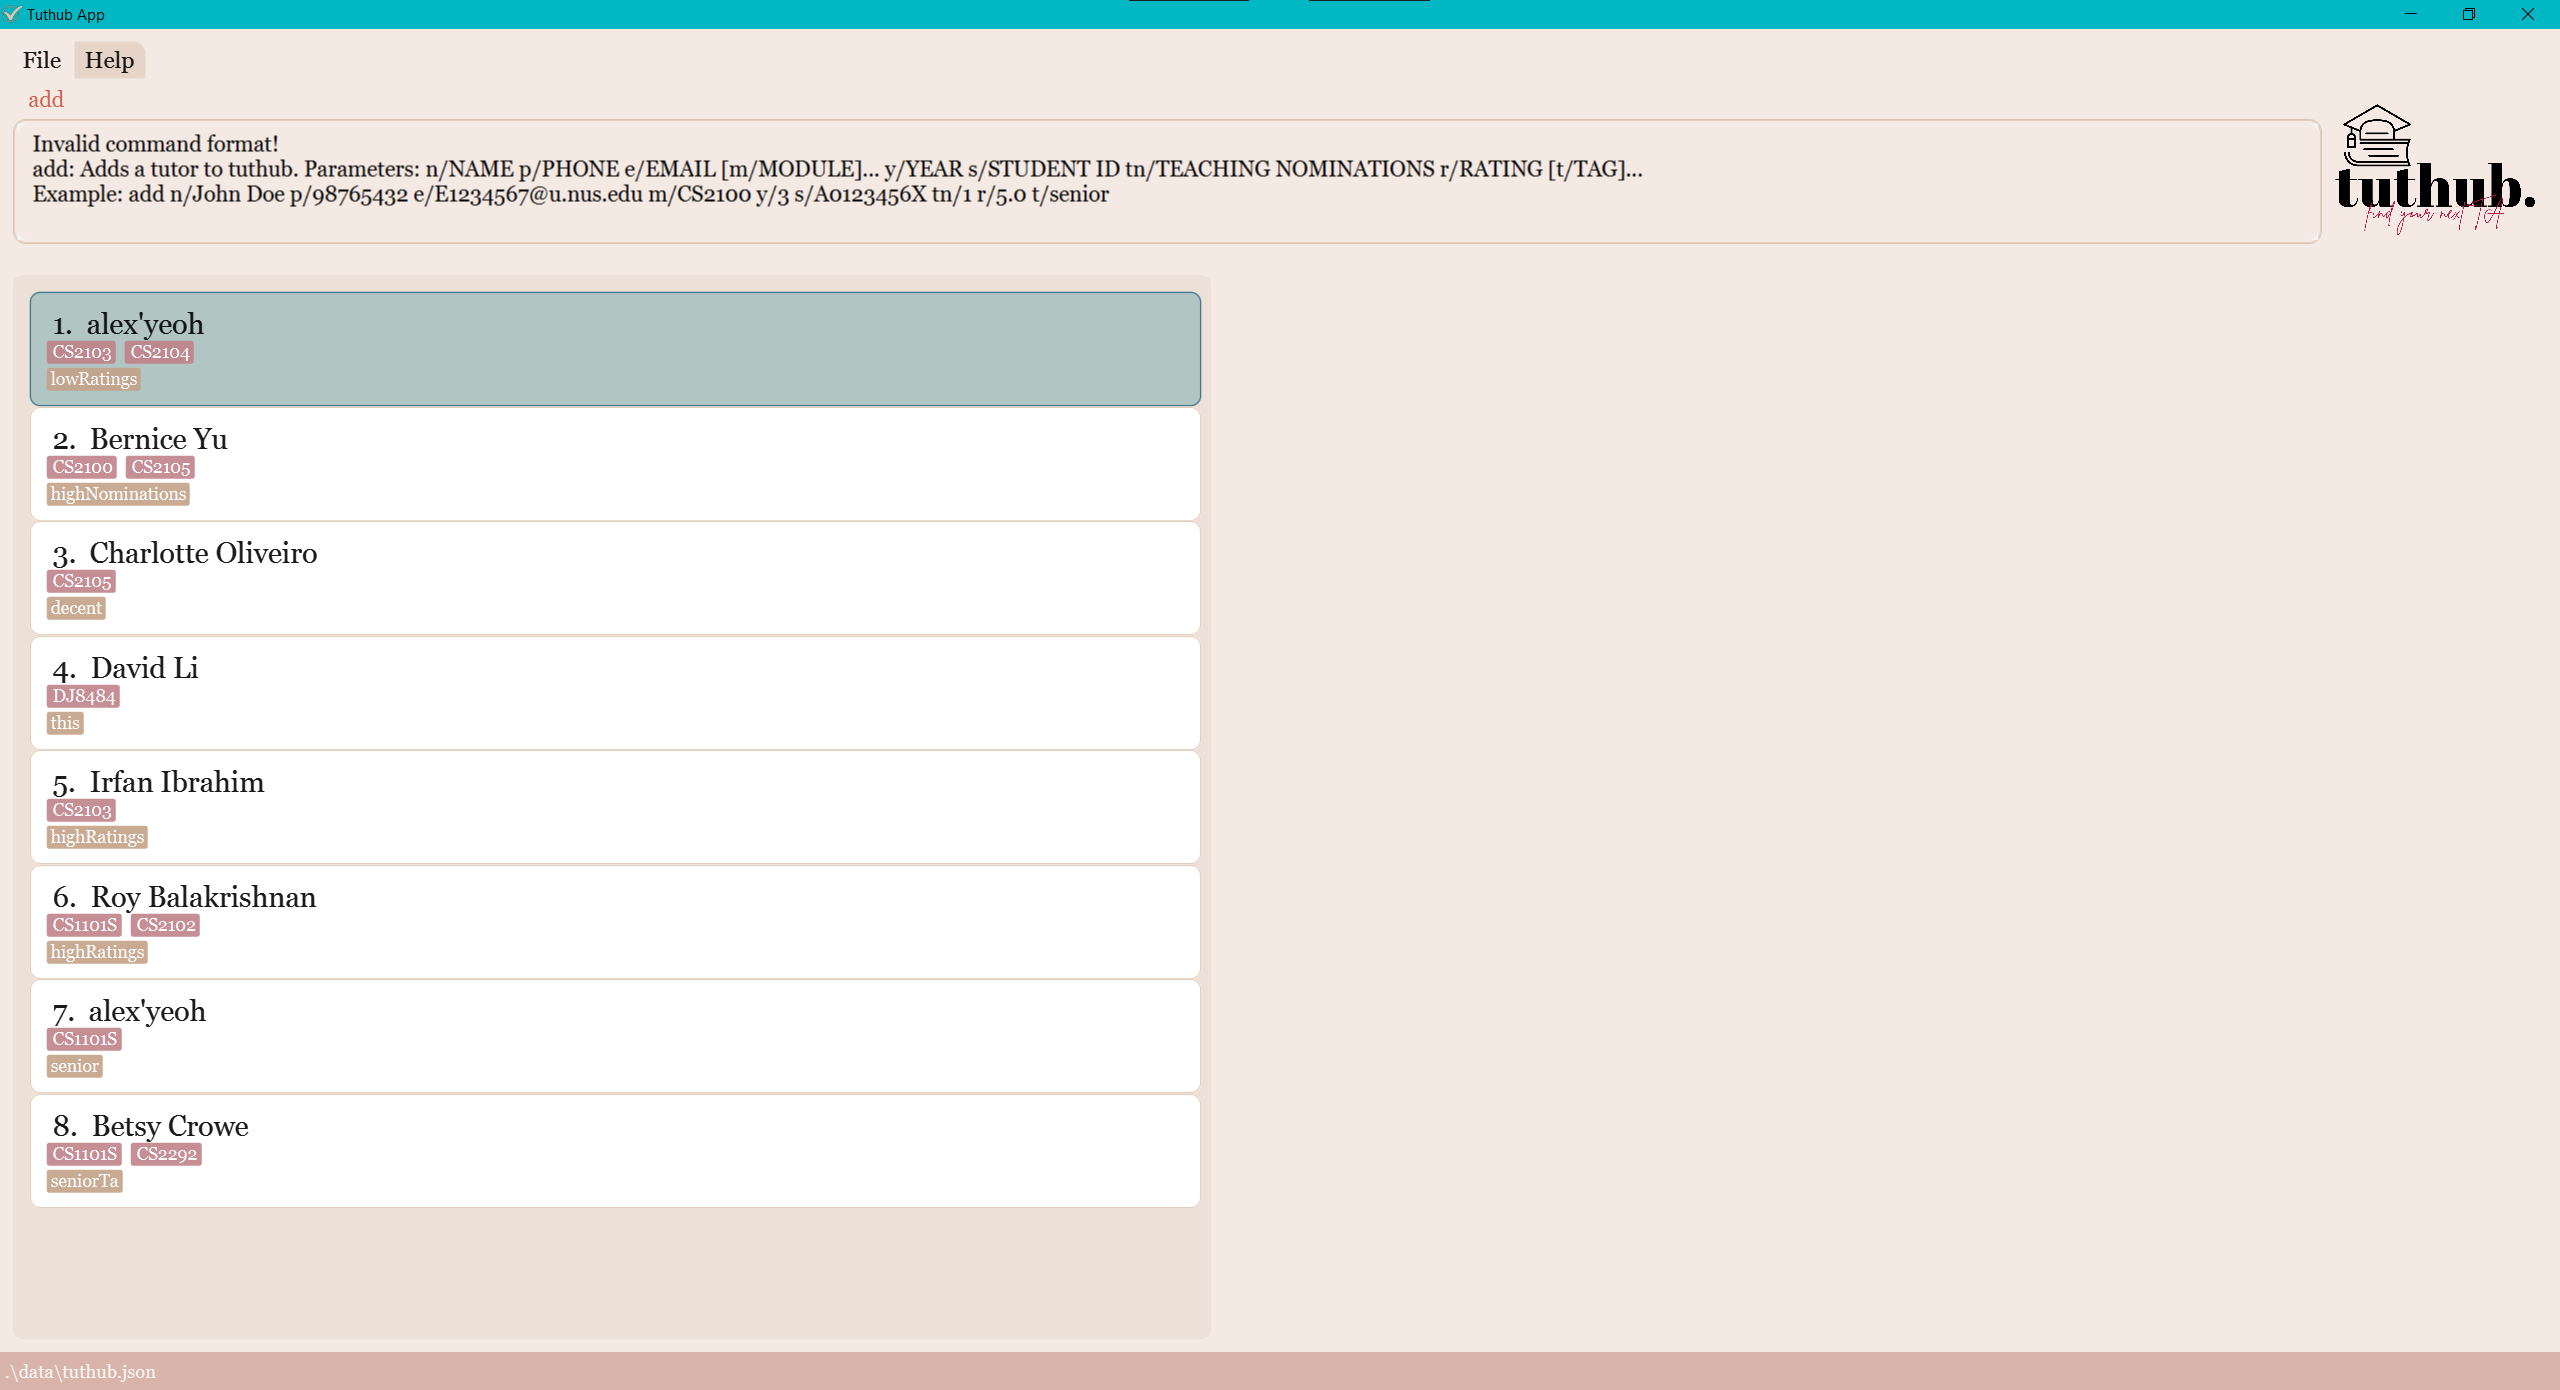 Tuthub App
File Help
add
Invalid command format!
add: Adds a tutor to tuthub. Parameters: n/NAME p/PHONE e/EMAIL [m/MODULE]... y/YEAR s/STUDENT ID tn/TEACHING NOMINATIONS r/RATING [t/TAG]...
Example: add n/John Doe p/98765432 e/E1234567@u.nus.edu m/CS2100 y/3 s/A0123456X tn/1 r/5.0 t/senior
tuthub.
find your next TA
1. alex'yeoh
CS2103 CS2104
lowRatings
2. Bernice Yu
CS2100 CS2105
highNominations
3. Charlotte Oliveiro
CS2105
decent
4. David Li
DJ8484
this
5. Irfan Ibrahim
CS2103
highRatings
6. Roy Balakrishnan
CS1101S CS2102
highRatings
7. alex'yeoh
CS1101S
senior
8. Betsy Crowe
CS1101S CS2292
seniorTa
.\data\tuthub.json